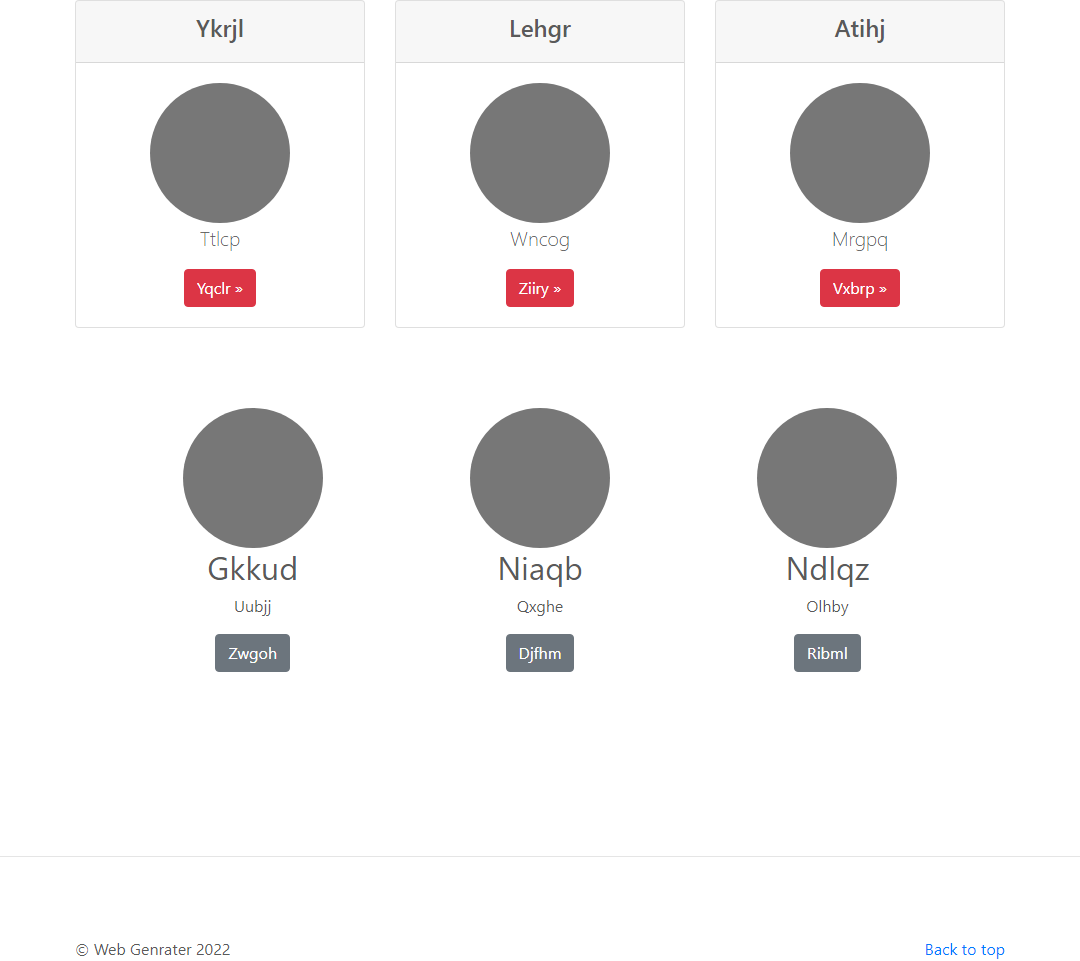 Ykrjl
Lehgr
Atihj
Ttlcp
Wncog
Mrgpq
Yqclr »
Ziiry »
Vxbrp »
Gkkud
Niaqb
Ndlqz
Uubjj
Qxghe
Olhby
Zwgoh
Djfhm
Ribml
© Web Genrater 2022
Back to top